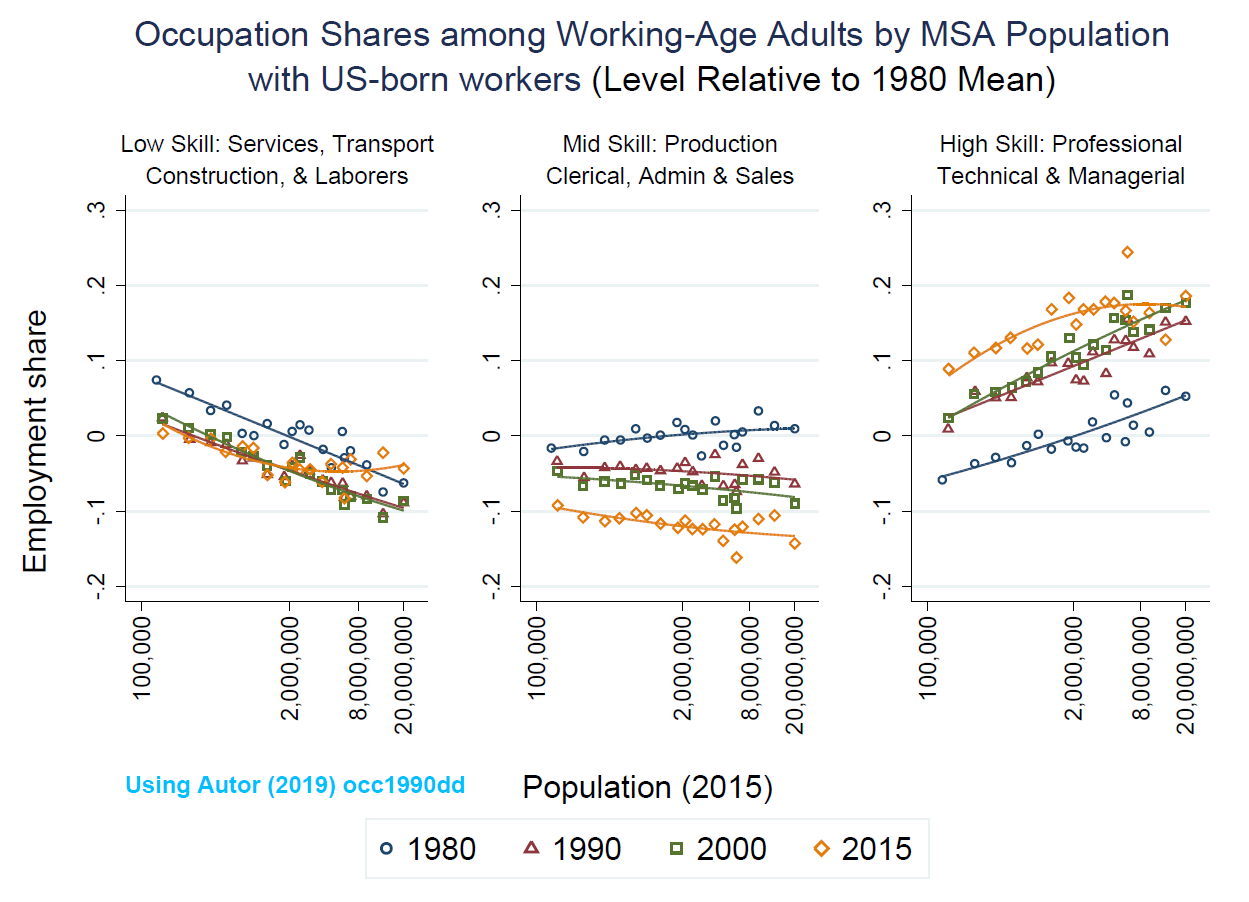 Occupation Shares among Working-Age Adults by MSA Population
with US-born workers (Level Relative to 1980 Mean)
Low Skill: Services, Transport
Construction, & Laborers
Mid Skill: Production
Clerical, Admin & Sales
High Skill: Professional
Technical & Managerial
Employment share
.3
.2
.1
0
-.1
-.2
100,000
2,000,000
8,000,000
20,000,000
.3
.2
.1
0
-.1
-.2
100,000
2,000,000
8,000,000
20,000,000
.3
.2
.1
0
-.1
-.2
100,000
2,000,000
8,000,000
20,000,000
Using Autor (2019) occ1990dd
Population (2015)
1980 1990 2000 2015